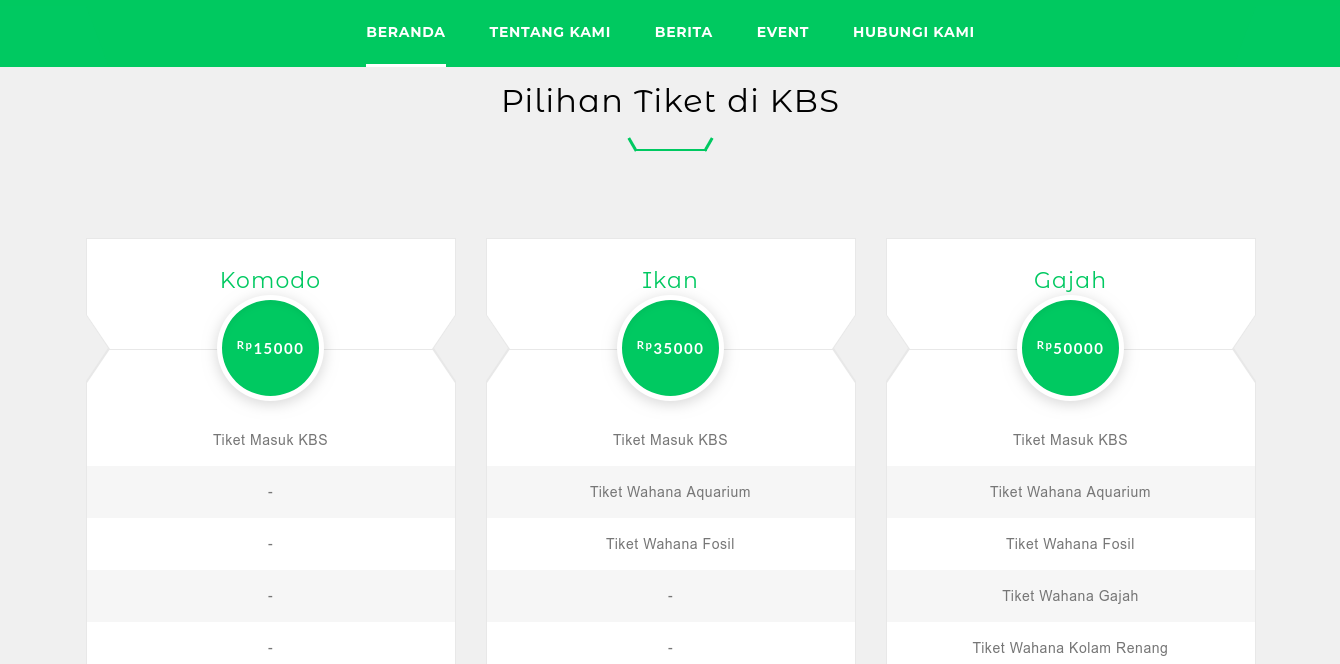 BERANDA TENTANG KAMI BERITA EVENT HUBUNGI KAMI
Pilihan Tiket di KBS
Komodo
Rp15000
Tiket Masuk KBS
-
-
-
-
Ikan
Rp35000
Tiket Masuk KBS
Tiket Wahana Aquarium
Tiket Wahana Fosil
-
-
Gajah
Rp50000
Tiket Masuk KBS
Tiket Wahana Aquarium
Tiket Wahana Fosil
Tiket Wahana Gajah
Tiket Wahana Kolam Renang